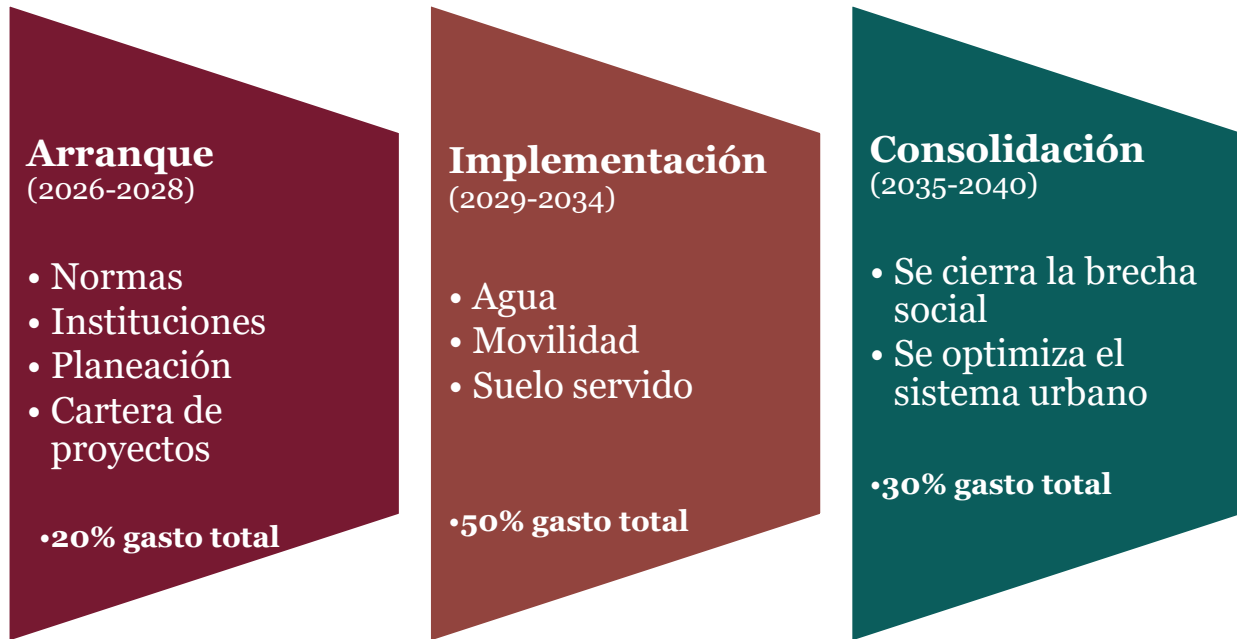 Arranque
(2026-2028)
• Normas
• Instituciones
• Planeación
• Cartera de
proyectos
•20% gasto total
Implementación
(2029-2034)
• Agua
• Movilidad
• Suelo servido
•50% gasto total
Consolidación
(2035-2040)
• Se cierra la brecha
social
• Se optimiza el
sistema urbano
•30% gasto total